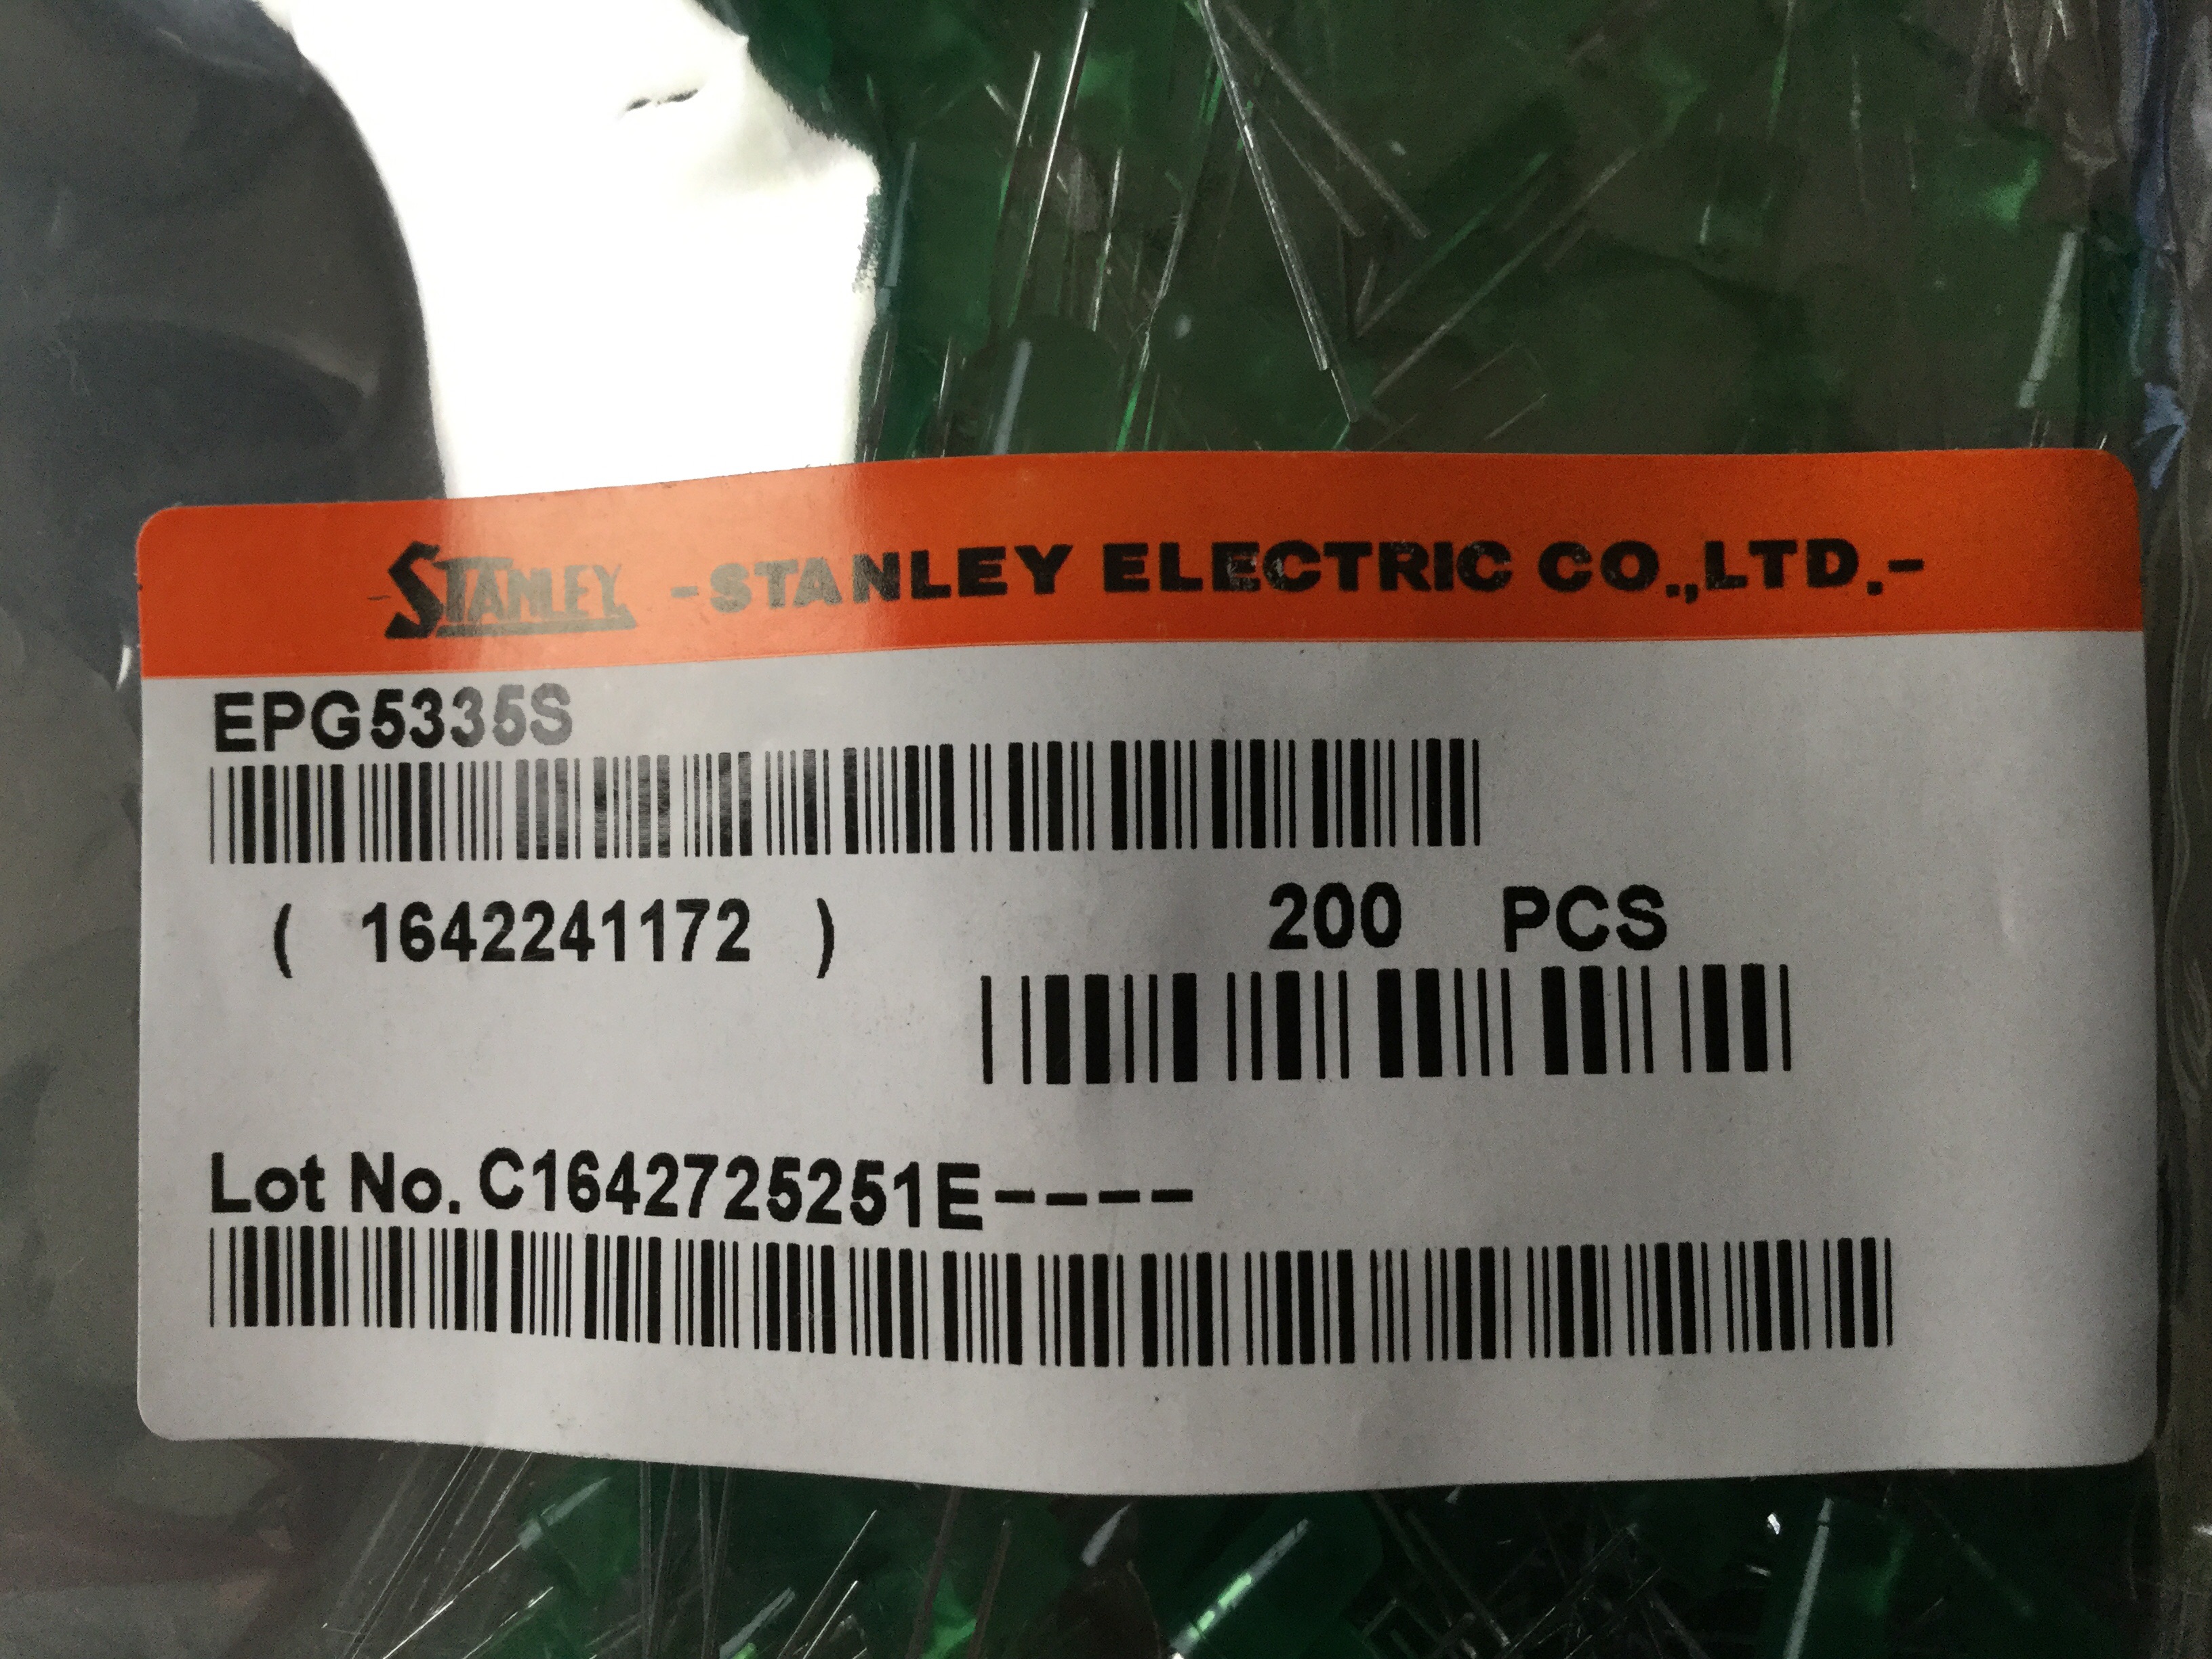 STANLEY -STANLEY ELECTRIC CO.,LTD.-
EPG5335S
( 1642241172 ) 200 PCS
Lot No. C1642725251E----